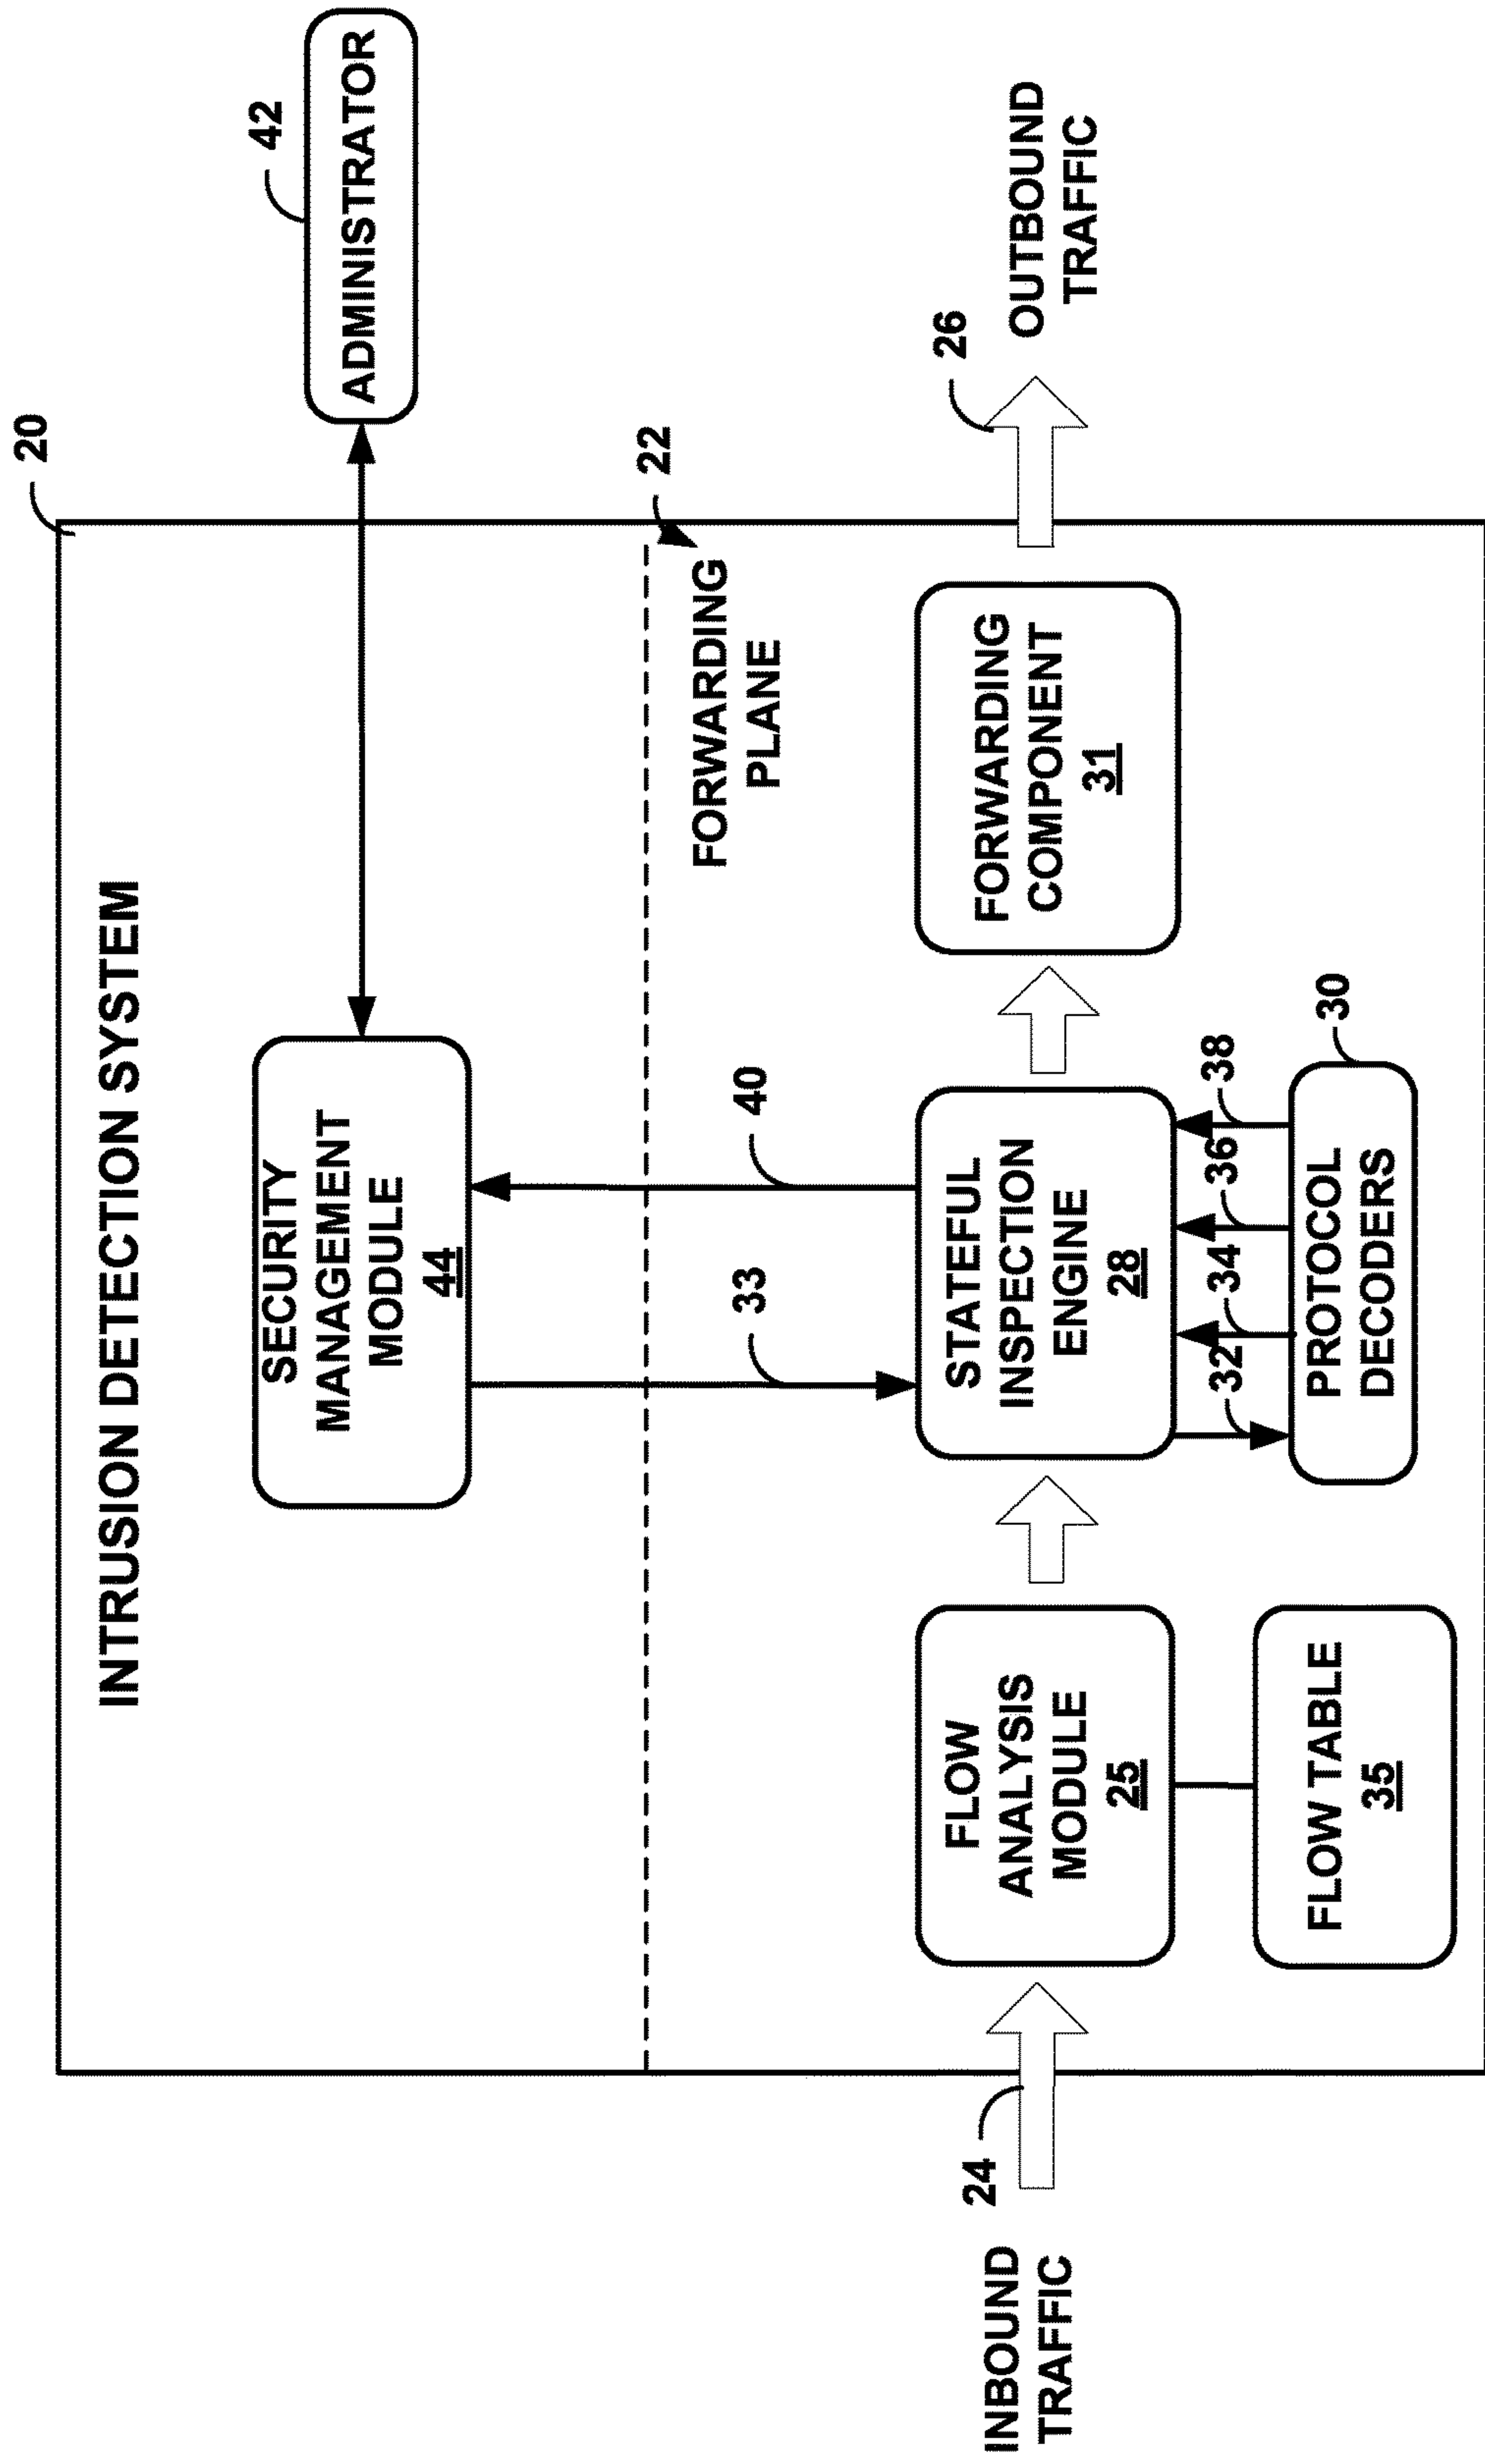 20
INTRUSION DETECTION SYSTEM
SECURITY
MANAGEMENT
MODULE
44
42
ADMINISTRATOR
22
FORWARDING
PLANE
33
40
INBOUND
TRAFFIC
24
FLOW
ANALYSIS
MODULE
25
STATEFUL
INSPECTION
ENGINE
28
FORWARDING
COMPONENT
31
26
OUTBOUND
TRAFFIC
32
34
36
38
30
FLOW TABLE
35
PROTOCOL
DECODERS